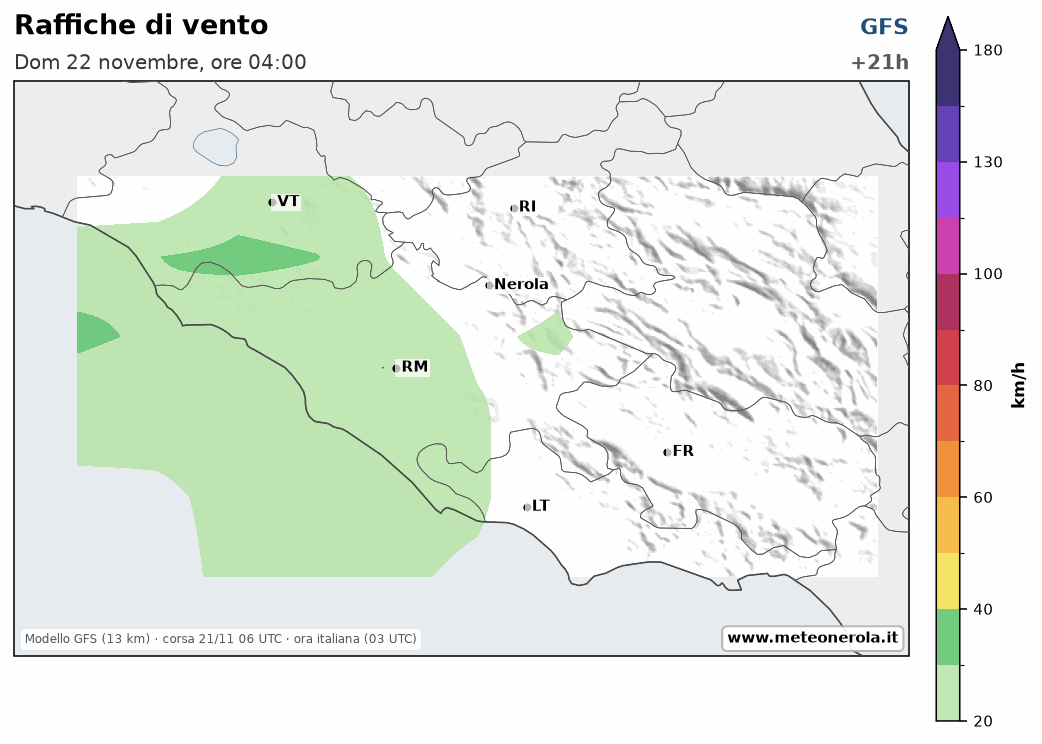 Raffiche di vento
GFS
Dom 22 novembre, ore 04:00
+21h
180
130
100
80
60
40
20
km/h
VT
RI
Nerola
RM
FR
LT
Modello GFS (13 km) · corsa 21/11 06 UTC · ora italiana (03 UTC)
www.meteonerola.it